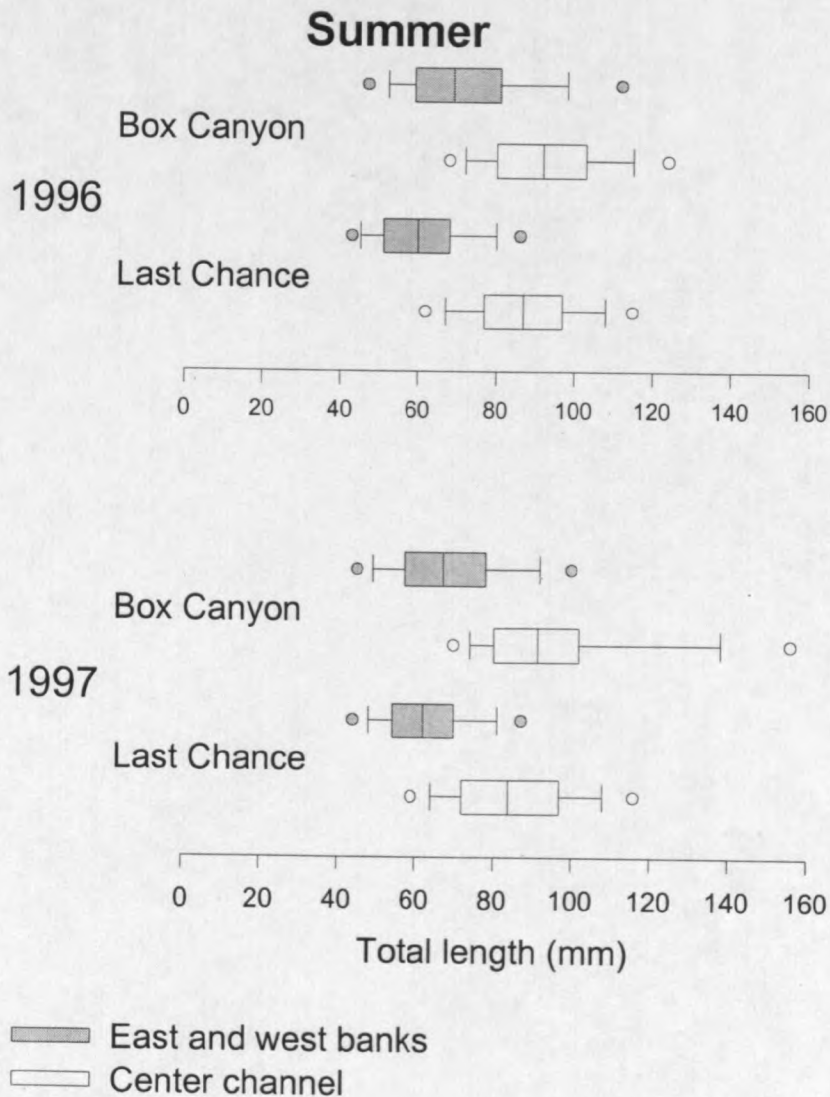 Summer
Box Canyon
1996
Last Chance
0 20 40 60 80 100 120 140 160
Box Canyon
1997
Last Chance
0 20 40 60 80 100 120 140 160
Total length (mm)
East and west banks
Center channel